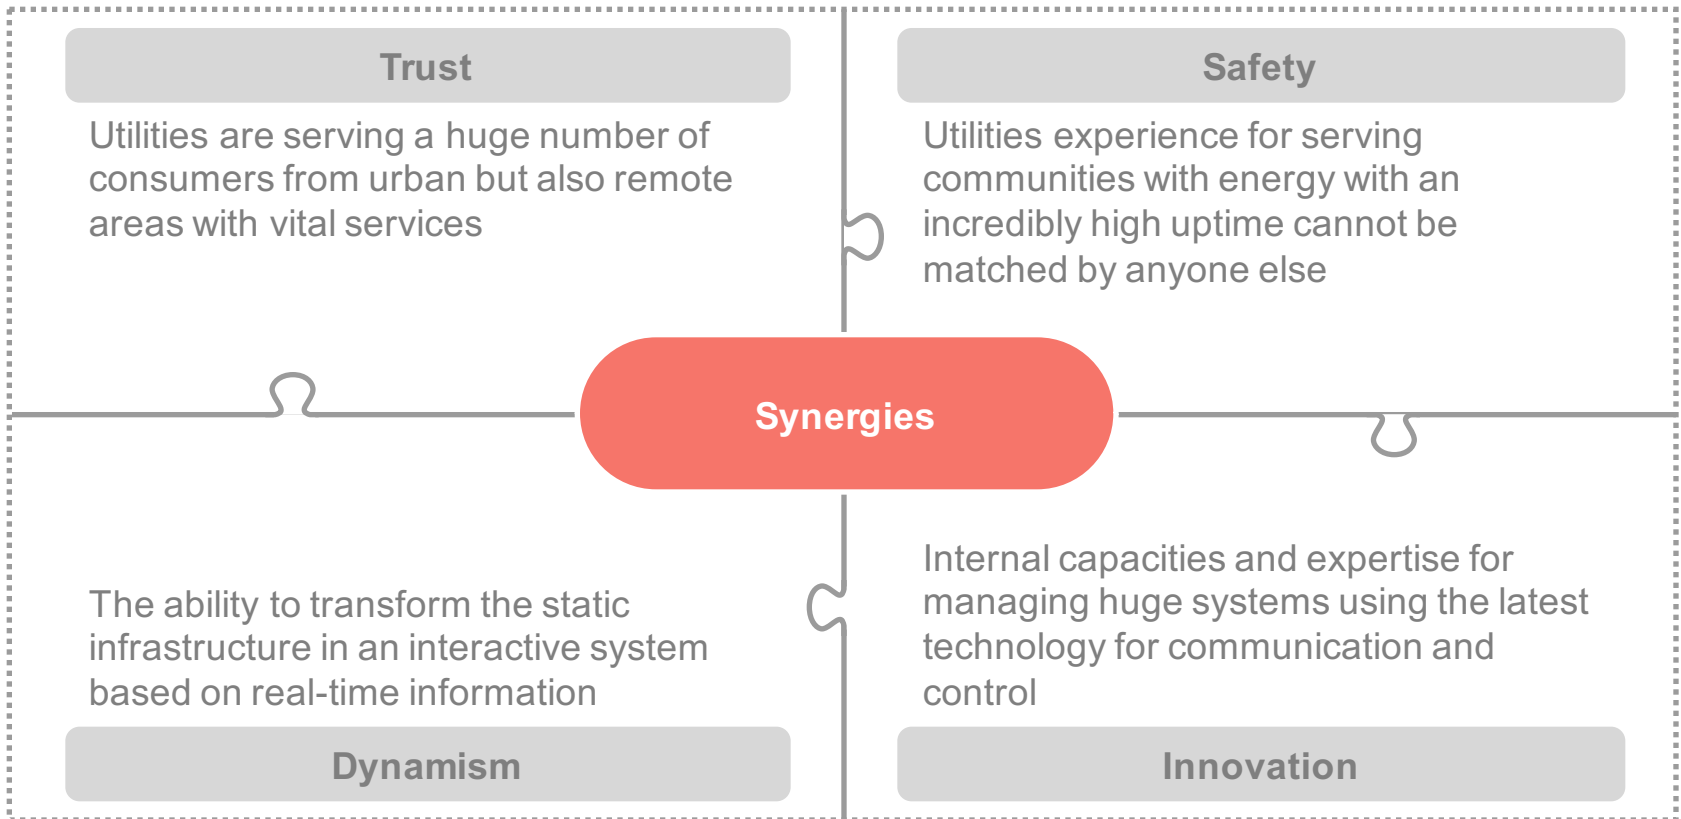 Trust
Utilities are serving a huge number of
consumers from urban but also remote
areas with vital services
Safety
Utilities experience for serving
communities with energy with an
incredibly high uptime cannot be
matched by anyone else
Synergies
The ability to transform the static
infrastructure in an interactive system
based on real-time information
Dynamism
Internal capacities and expertise for
managing huge systems using the latest
technology for communication and
control
Innovation